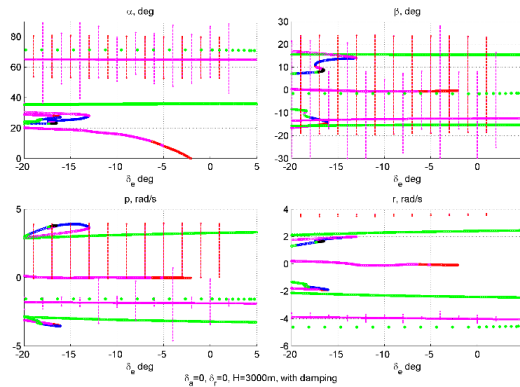 α, deg
β, deg
80
60
40
20
0
-20 -15 -10 -5 0 5
δe deg
30
20
10
0
-10
-20
-30
-20 -15 -10 -5 0 5
δe deg
p, rad/s
r, rad/s
5
0
-5
-20 -15 -10 -5 0 5
δe deg
4
2
0
-2
-4
-6
-20 -15 -10 -5 0 5
δe deg
δa=0, δr=0, H=3000m, with damping